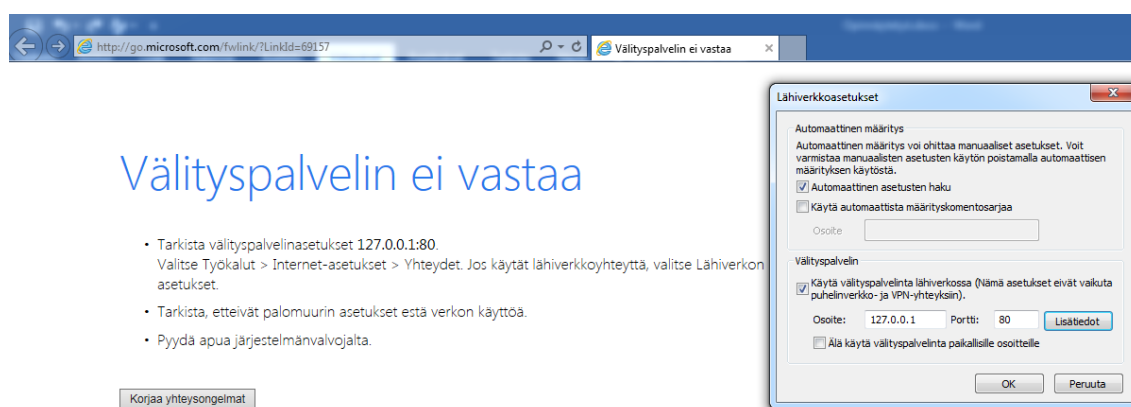 http://go.microsoft.com/fwlink/?LinkId=69157
Välityspalvelin ei vastaa
Välityspalvelin ei vastaa
• Tarkista välityspalvelinasetukset 127.0.0.1:80.
Valitse Työkalut > Internet-asetukset > Yhteydet. Jos käytät lähiverkkoyhteyttä, valitse Lähiverkon
asetukset.
• Tarkista, etteivät palomuurin asetukset estä verkon käyttöä.
• Pyydä apua järjestelmänvalvojalta.
Korjaa yhteysongelmat
Lähiverkkoasetukset
Automaattinen määritys
Automaattinen määritys voi ohittaa manuaaliset asetukset. Voit
varmistaa manuaalisten asetusten käytön poistamalla automaattisen
määrityksen käytöstä.
Automaattinen asetusten haku
Käytä automaattista määrityskomentosarjaa
Osoite
Välityspalvelin
Käytä välityspalvelinta lähiverkossa (Nämä asetukset eivät vaikuta
puhelinverkko- ja VPN-yhteyksiin).
Osoite: 127.0.0.1 Portti: 80 Lisätiedot
Älä käytä välityspalvelinta paikallisille osoitteille
OK Peruuta